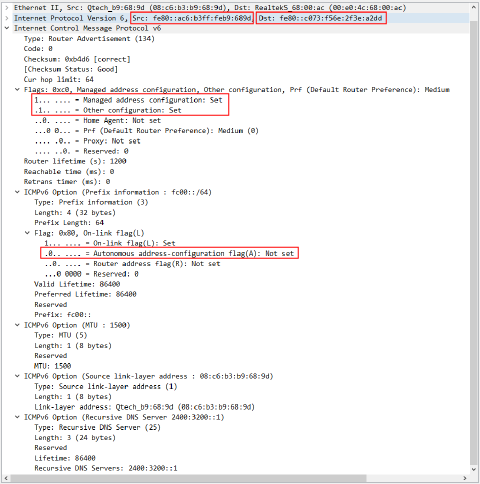 Ethernet II, Src: Qtech_b9:68:9d (08:c6:b3:b9:68:9d), Dst: RealtekS_68:00:ac (00:e0:4c:68:00:ac)
Internet Protocol Version 6, Src: fe80::ac6:b3ff:feb9:689d, Dst: fe80::c073:f56e:2f3e:a2dd
Internet Control Message Protocol v6
Type: Router Advertisement (134)
Code: 0
Checksum: 0xb4d6 [correct]
[Checksum Status: Good]
Cur hop limit: 64
Flags: 0xc0, Managed address configuration, Other configuration, Prf (Default Router Preference): Medium
1... .... = Managed address configuration: Set
.1.. .... = Other configuration: Set
..0. .... = Home Agent: Not set
...0 0... = Prf (Default Router Preference): Medium (0)
.... .0.. = Proxy: Not set
.... ..0. = Reserved: 0
Router lifetime (s): 1200
Reachable time (ms): 0
Retrans timer (ms): 0
ICMPv6 Option (Prefix information : fc00::/64)
Type: Prefix information (3)
Length: 4 (32 bytes)
Prefix Length: 64
Flag: 0x80, On-link flag(L)
1... .... = On-link flag(L): Set
.0.. .... = Autonomous address-configuration flag(A): Not set
..0. .... = Router address flag(R): Not set
...0 0000 = Reserved: 0
Valid Lifetime: 86400
Preferred Lifetime: 86400
Reserved
Prefix: fc00::
ICMPv6 Option (MTU : 1500)
Type: MTU (5)
Length: 1 (8 bytes)
Reserved
MTU: 1500
ICMPv6 Option (Source link-layer address : 08:c6:b3:b9:68:9d)
Type: Source link-layer address (1)
Length: 1 (8 bytes)
Link-layer address: Qtech_b9:68:9d (08:c6:b3:b9:68:9d)
ICMPv6 Option (Recursive DNS Server 2400:3200::1)
Type: Recursive DNS Server (25)
Length: 3 (24 bytes)
Reserved
Lifetime: 86400
Recursive DNS Servers: 2400:3200::1